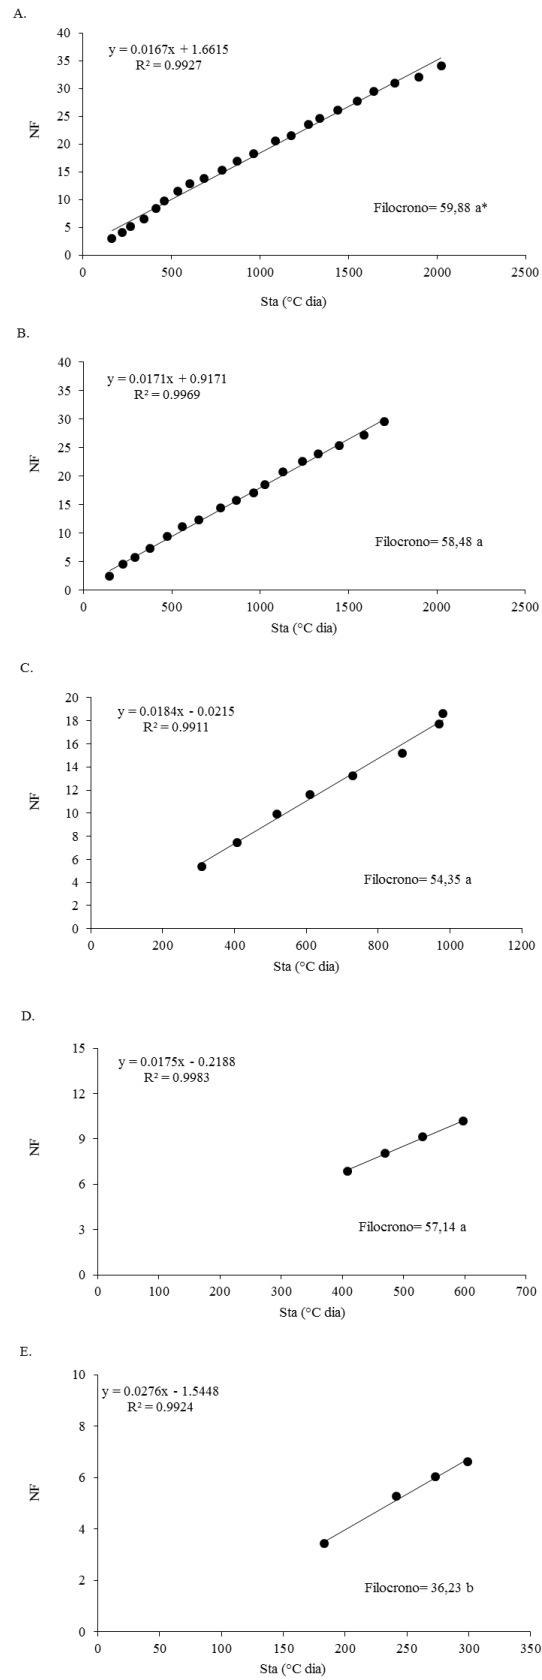 A.
y = 0.0167x + 1.6615
R² = 0.9927
40
35
30
25
20
15
10
5
0
NF
Filocrono= 59,88 a*
0 500 1000 1500 2000 2500
Sta (°C dia)
B.
y = 0.0171x + 0.9171
R² = 0.9969
40
35
30
25
20
15
10
5
0
NF
Filocrono= 58,48 a
0 500 1000 1500 2000 2500
Sta (°C dia)
C.
y = 0.0184x - 0.0215
R² = 0.9911
20
18
16
14
12
10
8
6
4
2
0
NF
Filocrono= 54,35 a
0 200 400 600 800 1000 1200
Sta (°C dia)
D.
y = 0.0175x - 0.2188
R² = 0.9983
15
12
9
6
3
0
NF
Filocrono= 57,14 a
0 100 200 300 400 500 600 700
Sta (°C dia)
E.
y = 0.0276x - 1.5448
R² = 0.9924
10
8
6
4
2
0
NF
Filocrono= 36,23 b
0 50 100 150 200 250 300 350
Sta (°C dia)